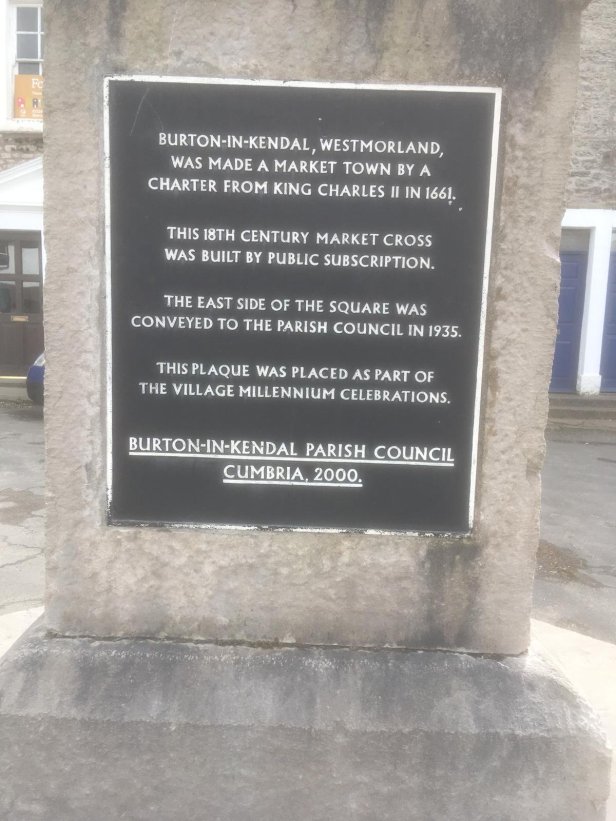 BURTON-IN-KENDAL, WESTMORLAND,
WAS MADE A MARKET TOWN BY A
CHARTER FROM KING CHARLES II IN 1661.
THIS 18TH CENTURY MARKET CROSS
WAS BUILT BY PUBLIC SUBSCRIPTION.
THE EAST SIDE OF THE SQUARE WAS
CONVEYED TO THE PARISH COUNCIL IN 1935.
THIS PLAQUE WAS PLACED AS PART OF
THE VILLAGE MILLENNIUM CELEBRATIONS.
BURTON-IN-KENDAL PARISH COUNCIL
CUMBRIA, 2000.